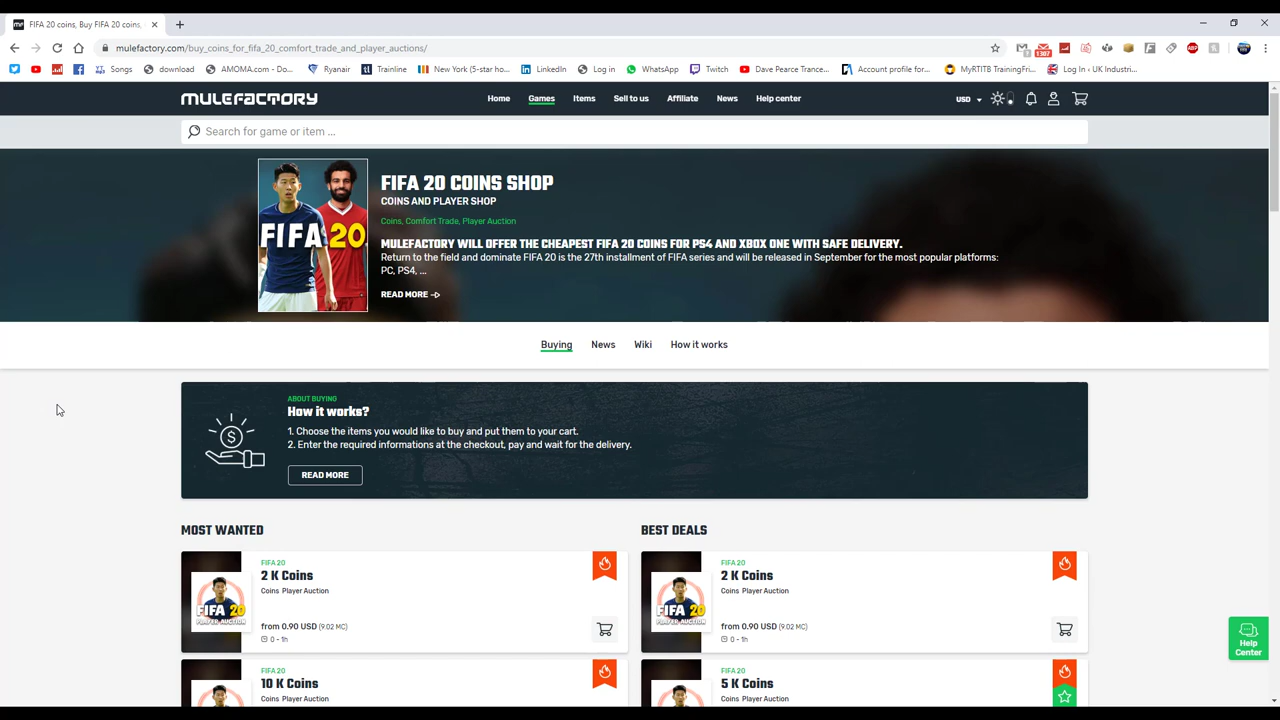 FIFA 20 coins, Buy FIFA 20 coins,
mulefactory.com/buy_coins_for_fifa_20_comfort_trade_and_player_auctions/
1307
Songs
download
AMOMA.com - Do...
Ryanair
Trainline
New York (5-star ho...
LinkedIn
Log in
WhatsApp
Twitch
Dave Pearce Trance...
Account profile for...
MyRTITB TrainingFri...
Log In ‹ UK Industri...
MULEFACTORY
Home
Games
Items
Sell to us
Affiliate
News
Help center
USD
Search for game or item ...
FIFA 20
FIFA 20 COINS SHOP
COINS AND PLAYER SHOP
Coins, Comfort Trade, Player Auction
MULEFACTORY WILL OFFER THE CHEAPEST FIFA 20 COINS FOR PS4 AND XBOX ONE WITH SAFE DELIVERY.
Return to the field and dominate FIFA 20 is the 27th installment of FIFA series and will be released in September for the most popular platforms:
PC, PS4, ...
READ MORE
Buying
News
Wiki
How it works
ABOUT BUYING
How it works?
1. Choose the items you would like to buy and put them to your cart.
2. Enter the required informations at the checkout, pay and wait for the delivery.
READ MORE
MOST WANTED
FIFA 20
PLAYER AUCTION
FIFA 20
2 K Coins
Coins Player Auction
from 0.90 USD (9.02 MC)
0 - 1h
FIFA 20
10 K Coins
Coins Player Auction
BEST DEALS
FIFA 20
PLAYER AUCTION
FIFA 20
2 K Coins
Coins Player Auction
from 0.90 USD (9.02 MC)
0 - 1h
FIFA 20
5 K Coins
Coins Player Auction
Help
Center